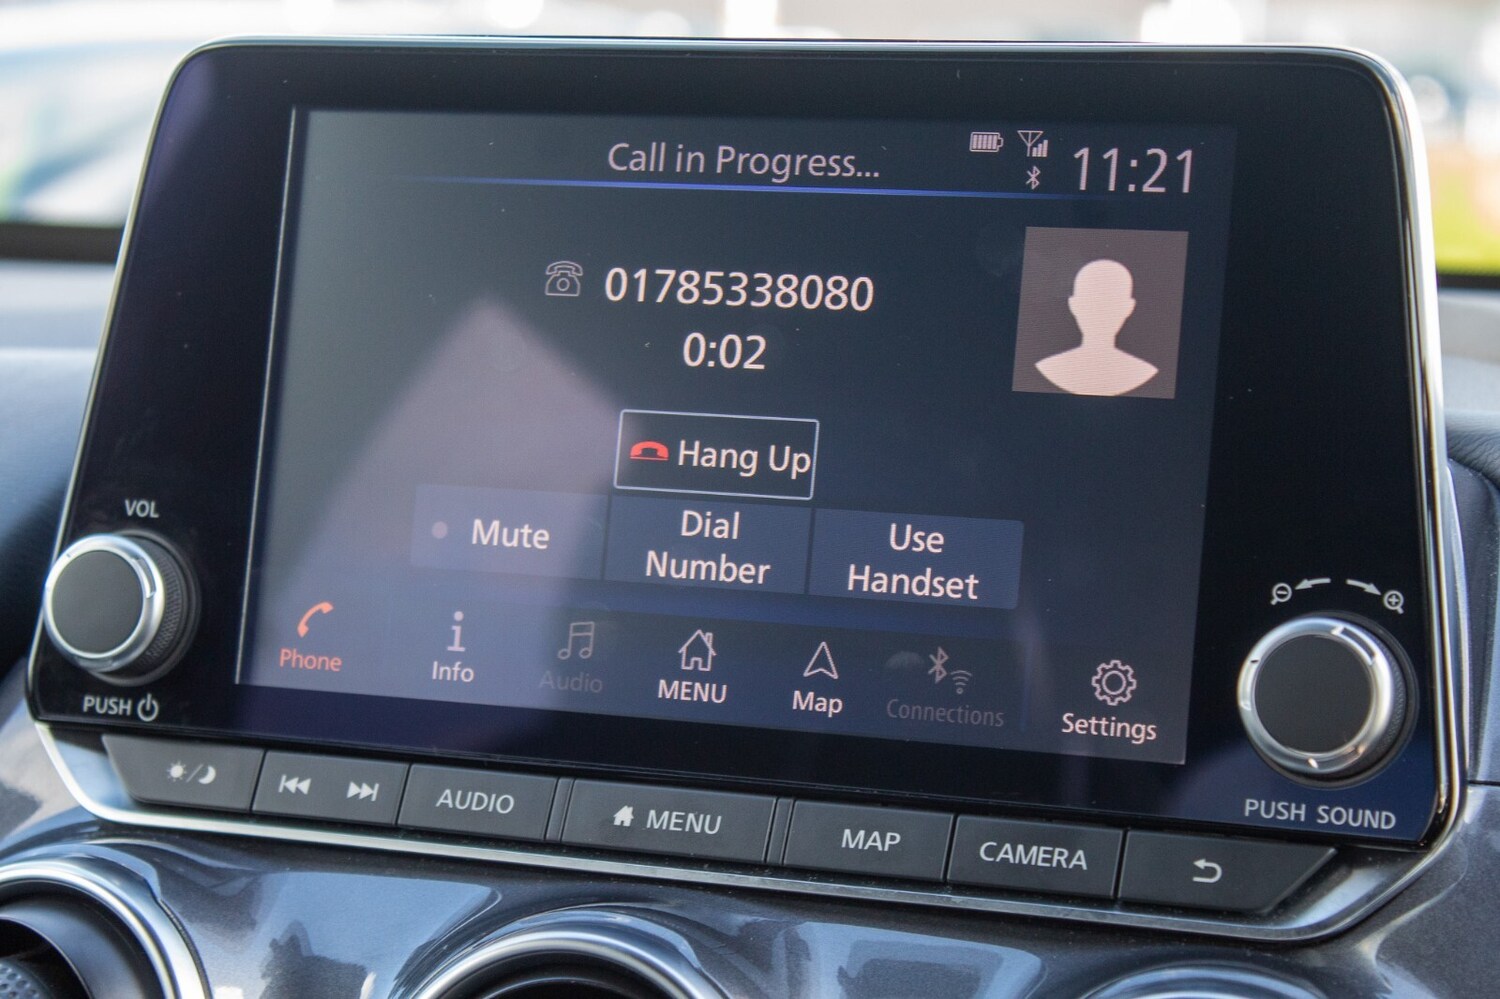 Call in Progress...
11:21
01785338080
0:02
Hang Up
Mute
Dial
Number
Use
Handset
Phone
Info
Audio
MENU
Map
Connections
Settings
VOL
PUSH
PUSH SOUND
AUDIO
MENU
MAP
CAMERA